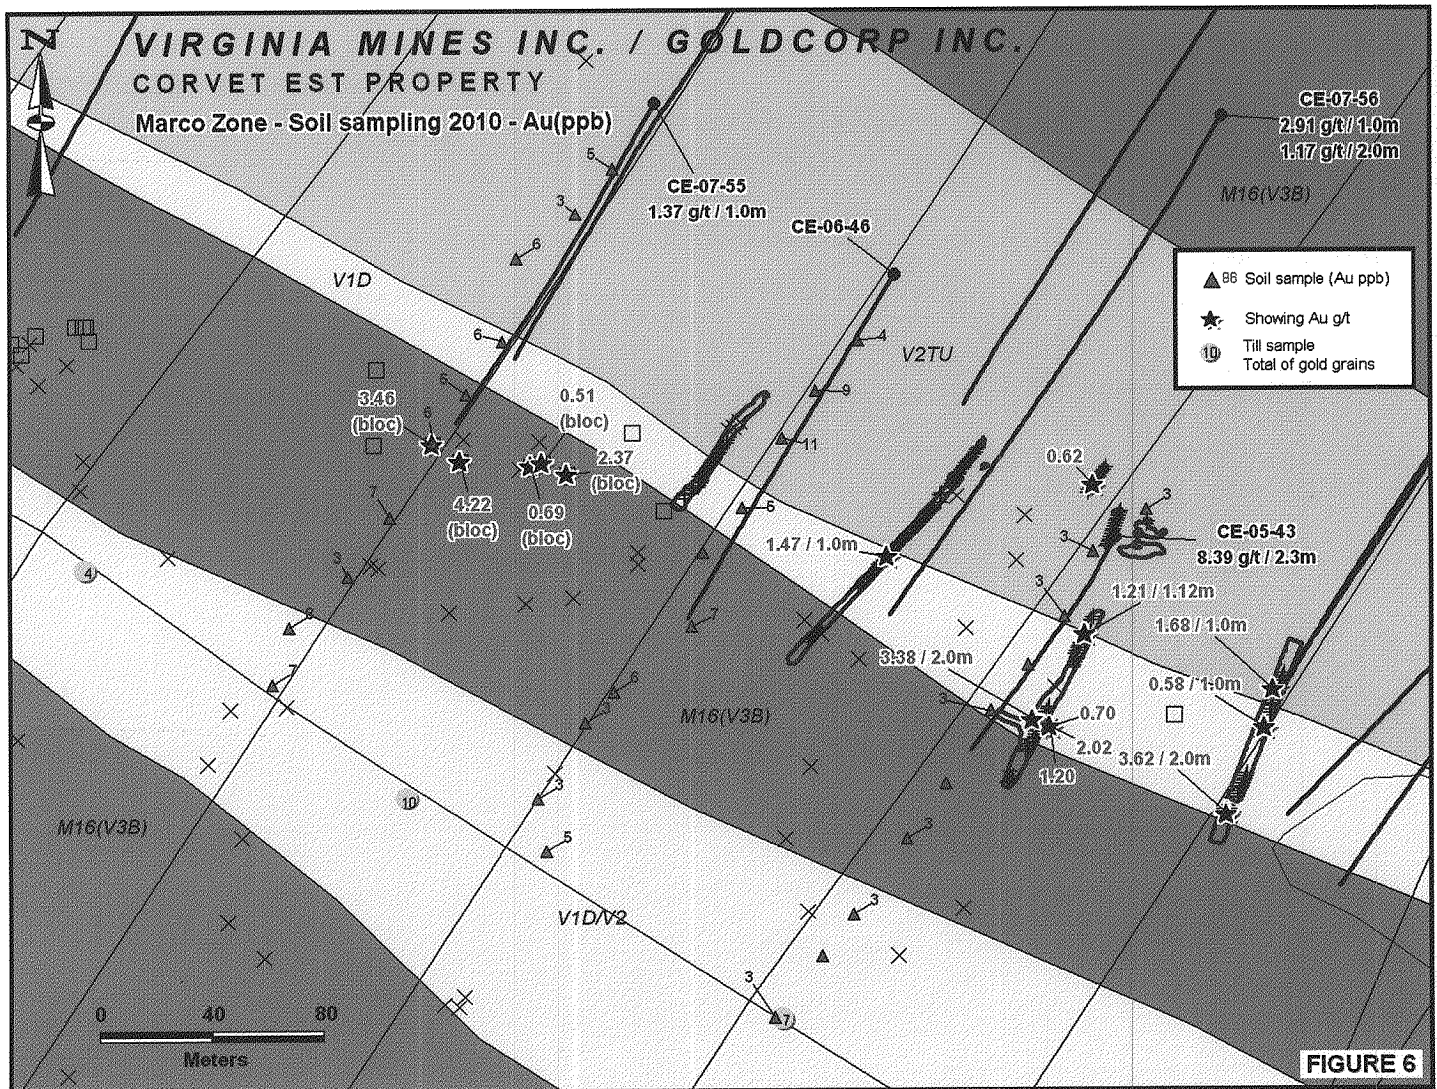 N
VIRGINIA MINES INC. / GOLDCORP INC.
CORVET EST PROPERTY
Marco Zone - Soil sampling 2010 - Au(ppb)
CE-07-56
2.91 g/t / 1.0m
1.17 g/t / 2.0m
M16(V3B)
5
CE-07-55
1.37 g/t / 1.0m
3
CE-06-46
6
86 Soil sample (Au ppb)
Showing Au g/t
10 Till sample
Total of gold grains
V1D
6
4
V2TU
3.46
(bloc)
6
0.51
(bloc)
9
11
2.37
(bloc)
0.62
7
4.22
(bloc)
0.69
(bloc)
3
CE-05-43
8.39 g/t / 2.3m
1.47 / 1.0m
3
3
4
3
1.21 / 1.12m
7
1.68 / 1.0m
3.38 / 2.0m
7
6
0.58 / 1.0m
3
3
M16(V3B)
0.70
2.02
3.62 / 2.0m
1.20
10
3
M16(V3B)
3
5
V1D/V2
3
3
7
0 40 80
Meters
FIGURE 6